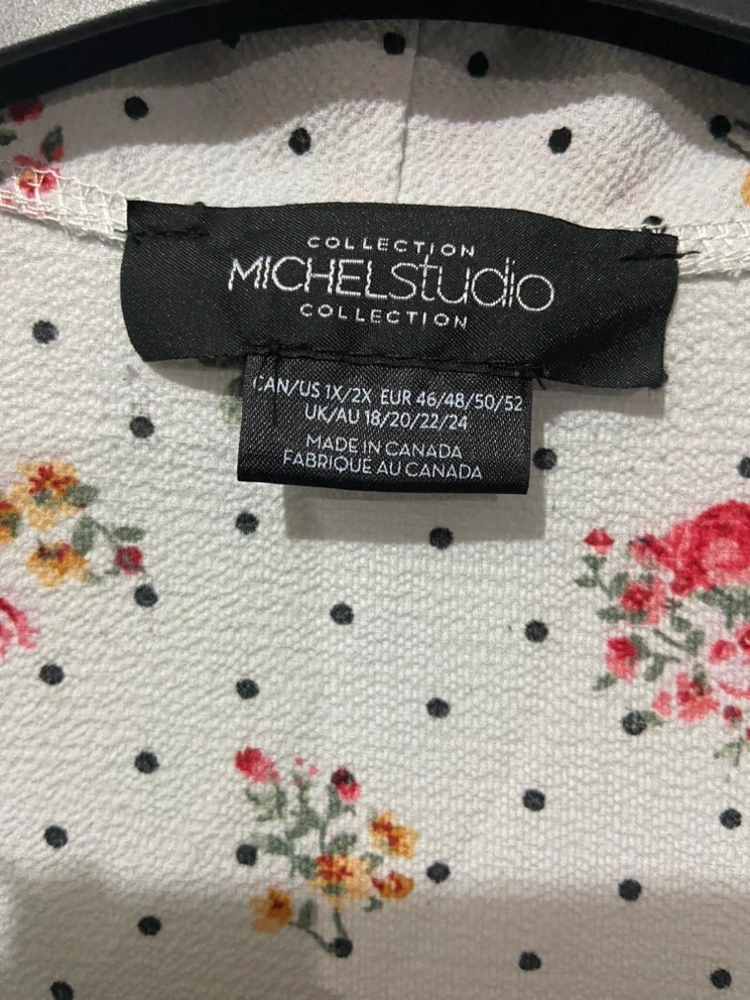 COLLECTION
MICHELstudio
COLLECTION
CAN/US 1X/2X EUR 46/48/50/52
UK/AU 18/20/22/24
MADE IN CANADA
FABRIQUÉ AU CANADA